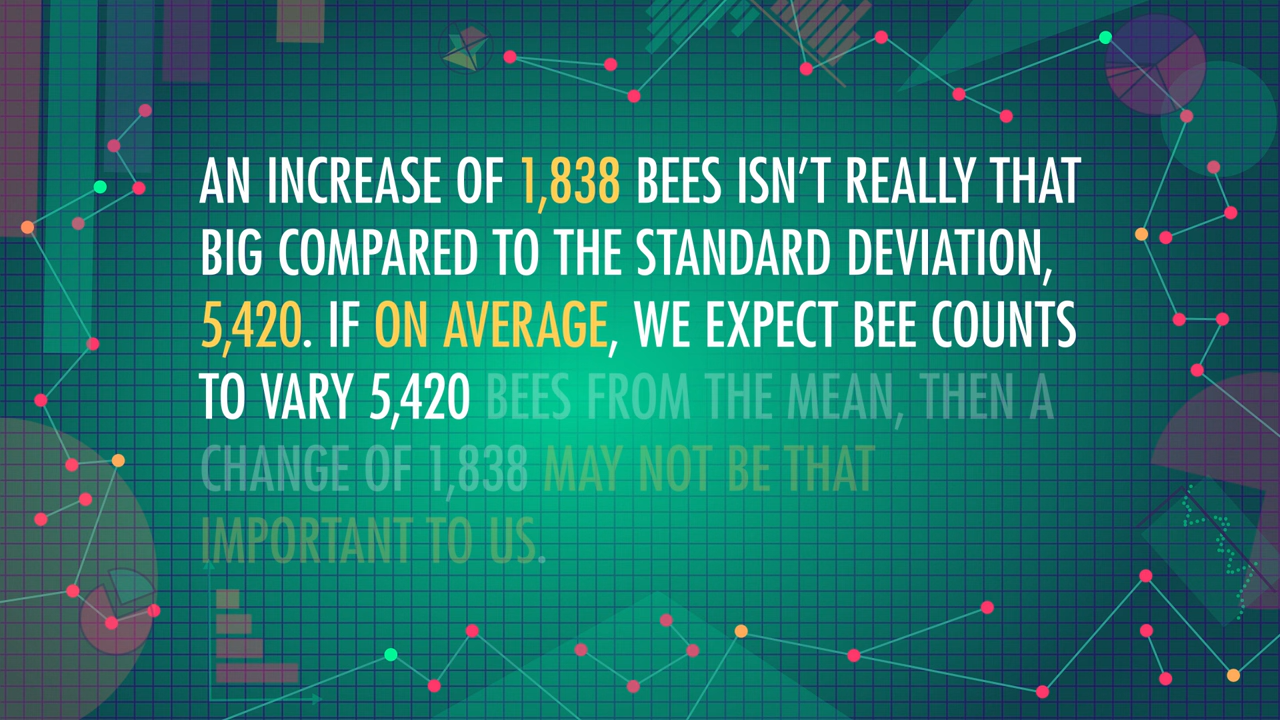 AN INCREASE OF 1,838 BEES ISN'T REALLY THAT
BIG COMPARED TO THE STANDARD DEVIATION,
5,420. IF ON AVERAGE, WE EXPECT BEE COUNTS
TO VARY 5,420 BEES FROM THE MEAN, THEN A
CHANGE OF 1,838 MAY NOT BE THAT
IMPORTANT TO US.